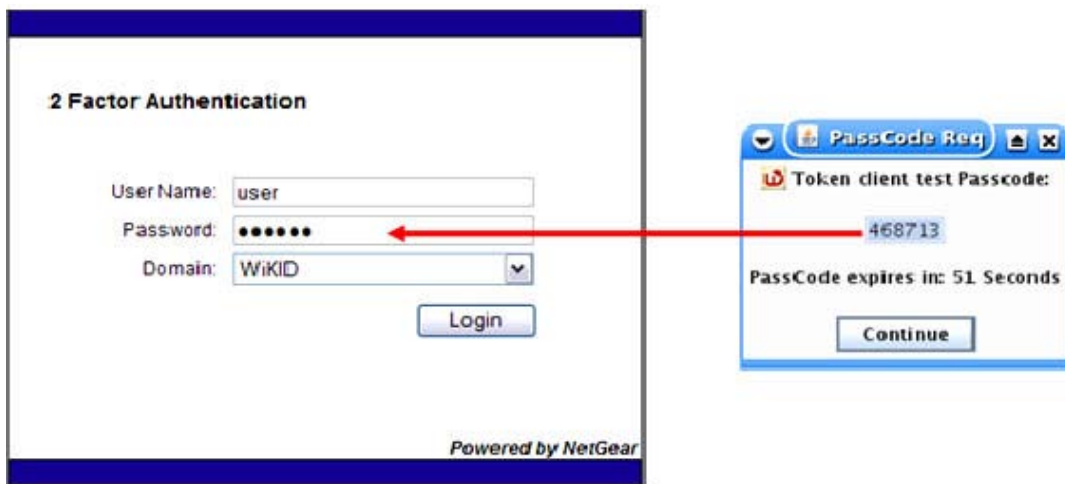 2 Factor Authentication
User Name: user
Password: ●●●●●●
Domain: WiKID
Login
Powered by NetGear
PassCode Req
Token client test Passcode:
468713
PassCode expires in: 51 Seconds
Continue